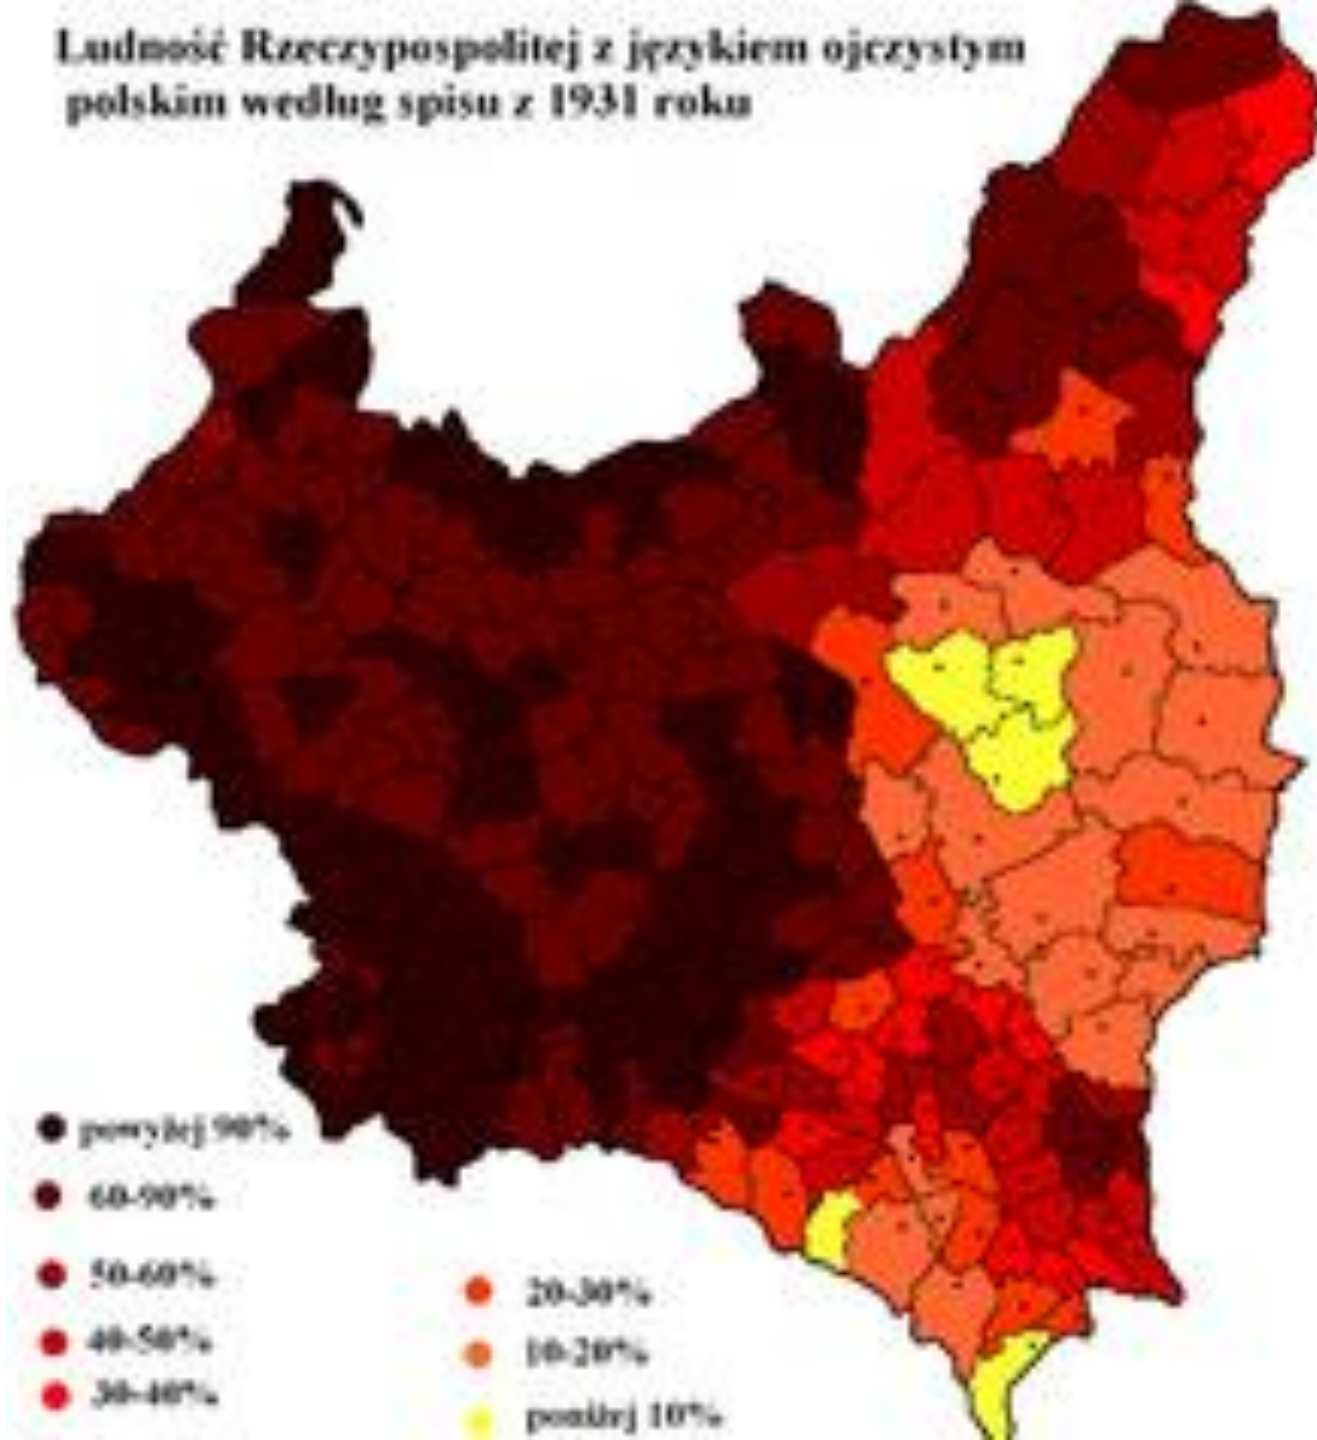 Ludność Rzeczypospolitej z językiem ojczystym
polskim według spisu z 1931 roku
powyżej 90%
60-90%
50-60%
40-50%
30-40%
20-30%
10-20%
poniżej 10%